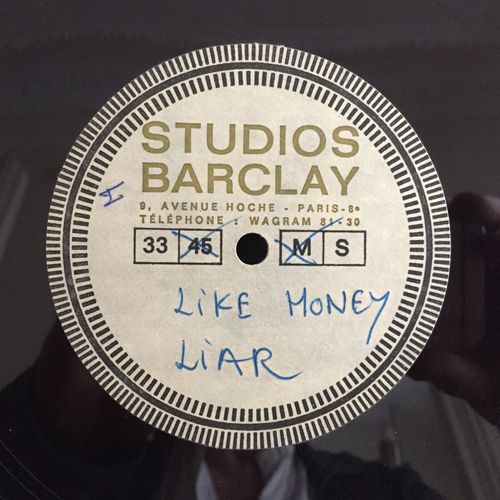 STUDIOS
BARCLAY
9, AVENUE HOCHE - PARIS-8e
TÉLÉPHONE : WAGRAM 81-30
33 45 M S
I
LiKE MONEY
LiAR